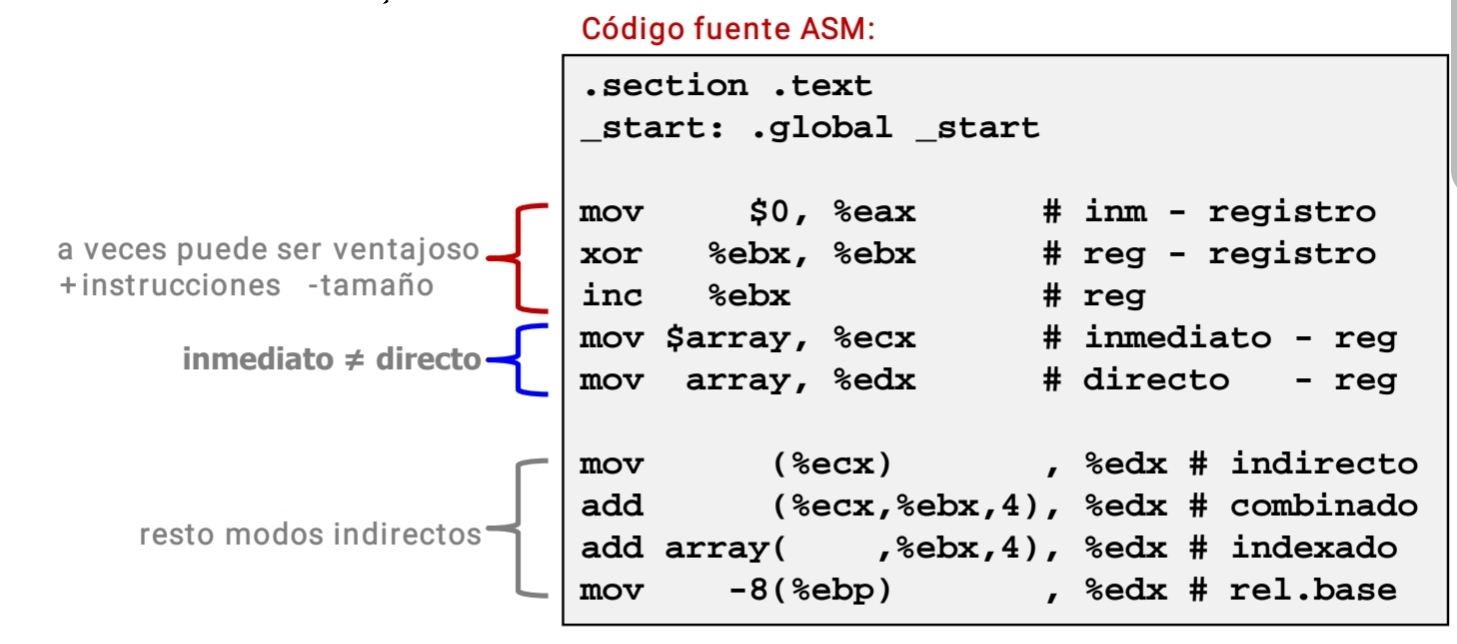 Código fuente ASM:
.section .text
_start: .global _start
mov $0, %eax # inm - registro
xor %ebx, %ebx # reg - registro
inc %ebx # reg
mov $array, %ecx # inmediato - reg
mov array, %edx # directo - reg
mov (%ecx) , %edx # indirecto
add (%ecx,%ebx,4), %edx # combinado
add array( ,%ebx,4), %edx # indexado
mov -8(%ebp) , %edx # rel.base
a veces puede ser ventajoso
+instrucciones -tamaño
inmediato ≠ directo
resto modos indirectos